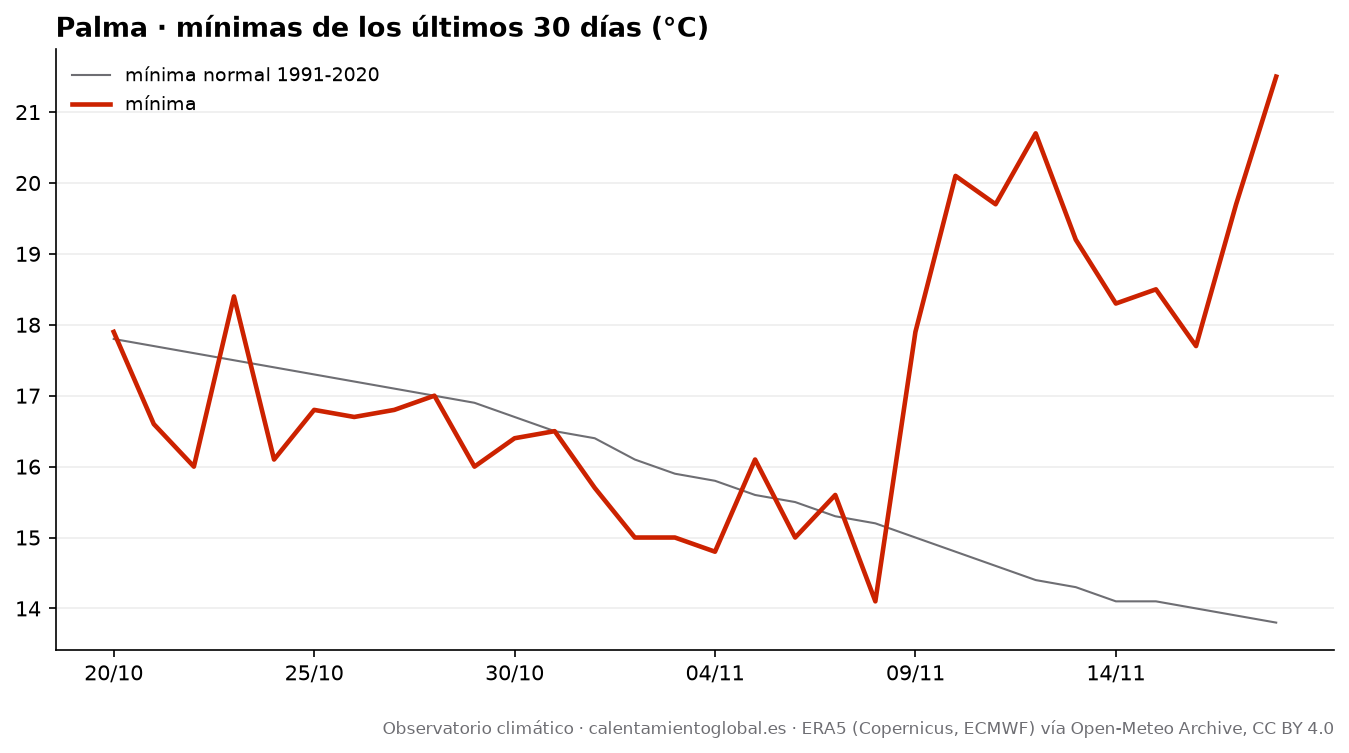 Palma · mínimas de los últimos 30 días (°C)
mínima normal 1991-2020
mínima
21
20
19
18
17
16
15
14
20/10 25/10 30/10 04/11 09/11 14/11
Observatorio climático · calentamientoglobal.es · ERA5 (Copernicus, ECMWF) vía Open-Meteo Archive, CC BY 4.0